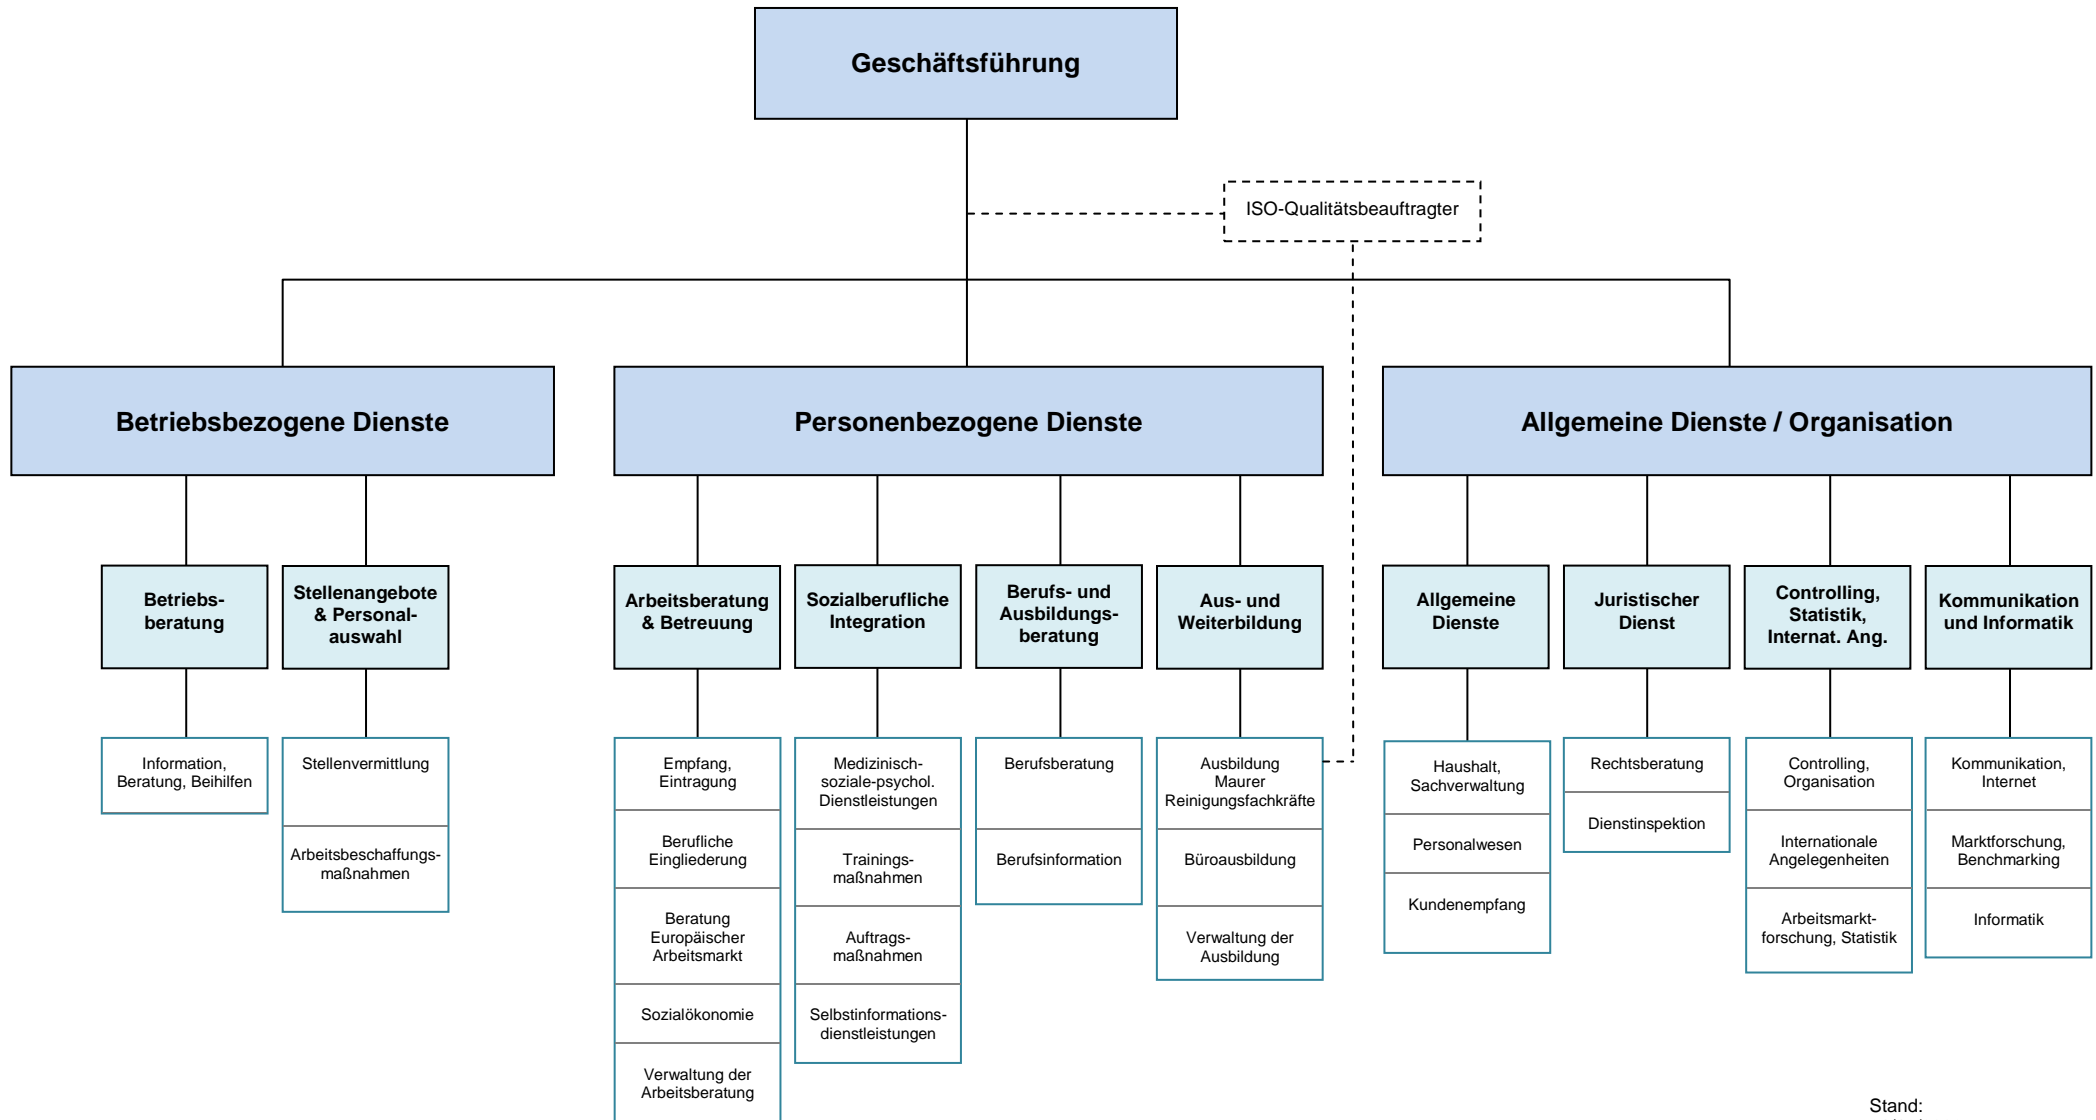 Geschäftsführung
ISO-Qualitätsbeauftragter
Betriebsbezogene Dienste
Personenbezogene Dienste
Allgemeine Dienste / Organisation
Betriebs-
beratung
Stellenangebote
& Personal-
auswahl
Arbeitsberatung
& Betreuung
Sozialberufliche
Integration
Berufs- und
Ausbildungs-
beratung
Aus- und
Weiterbildung
Allgemeine
Dienste
Juristischer
Dienst
Controlling,
Statistik,
Internat. Ang.
Kommunikation
und Informatik
Information,
Beratung, Beihilfen
Stellenvermittlung
Arbeitsbeschaffungs-
maßnahmen
Empfang,
Eintragung
Berufliche
Eingliederung
Beratung
Europäischer
Arbeitsmarkt
Sozialökonomie
Verwaltung der
Arbeitsberatung
Medizinisch-
soziale-psychol.
Dienstleistungen
Trainings-
maßnahmen
Auftrags-
maßnahmen
Selbstinformations-
dienstleistungen
Berufsberatung
Berufsinformation
Ausbildung
Maurer
Reinigungsfachkräfte
Büroausbildung
Verwaltung der
Ausbildung
Haushalt,
Sachverwaltung
Personalwesen
Kundenempfang
Rechtsberatung
Dienstinspektion
Controlling,
Organisation
Internationale
Angelegenheiten
Arbeitsmarkt-
forschung, Statistik
Kommunikation,
Internet
Marktforschung,
Benchmarking
Informatik
Stand: